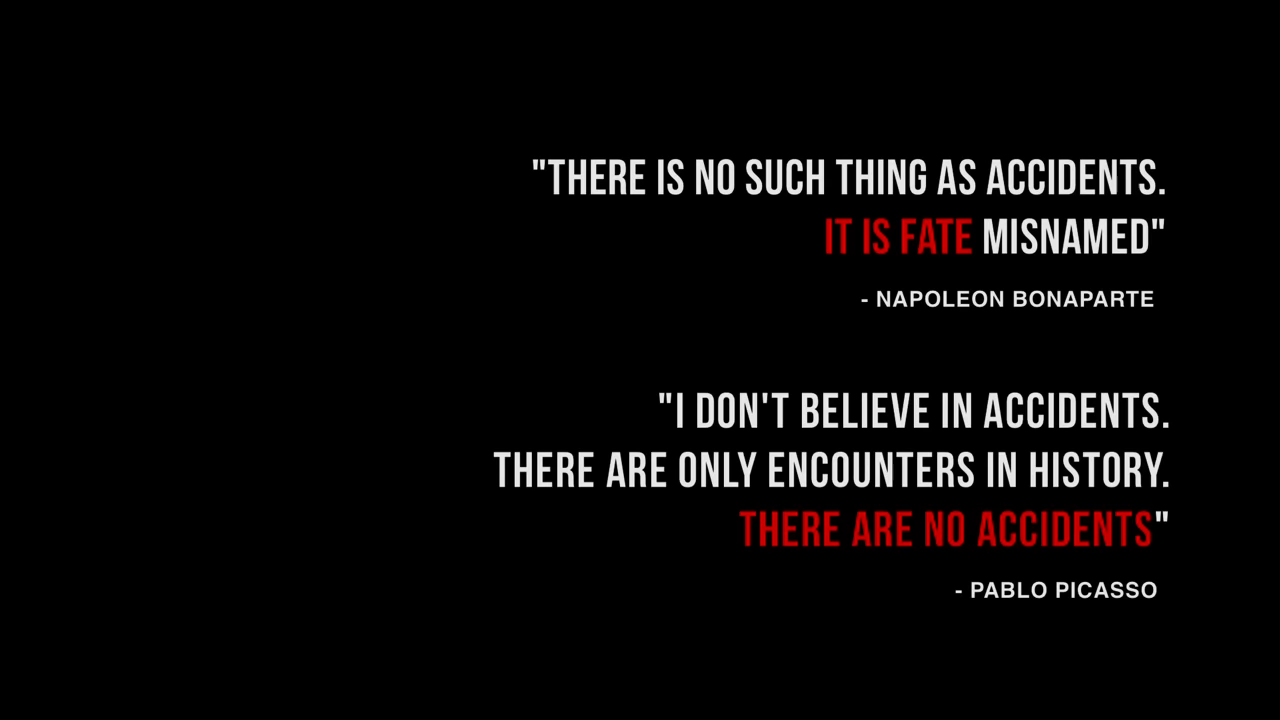 "THERE IS NO SUCH THING AS ACCIDENTS.
IT IS FATE MISNAMED"
- NAPOLEON BONAPARTE
"I DON'T BELIEVE IN ACCIDENTS.
THERE ARE ONLY ENCOUNTERS IN HISTORY.
THERE ARE NO ACCIDENTS"
- PABLO PICASSO